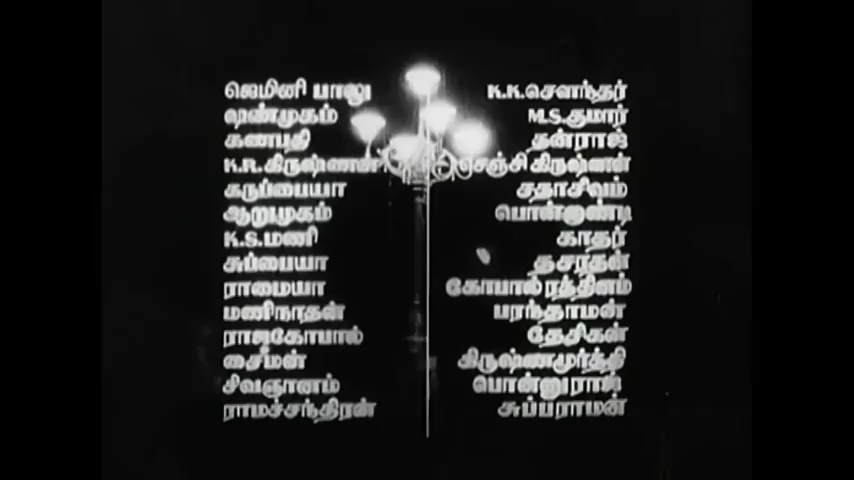 ஜெமினி பாலு
ஷண்முகம்
கணபதி
K.R.கிருஷ்ணன்
கருப்பையா
ஆறுமுகம்
K.S.மணி
சுப்பையா
ராமையா
மணிநாதன்
ராஜகோபால்
சைமன்
சிவஞானம்
ராமச்சந்திரன்
K.K.சௌந்தர்
M.S.குமார்
தன்ராஜ்
செஞ்சி கிருஷ்ணன்
சதாசிவம்
பொன்னுண்டி
காதர்
தசரதன்
கோபால் ரத்தினம்
பரந்தாமன்
தேசிகன்
கிருஷ்ணமூர்த்தி
பொன்னுராஜ்
சுப்பராமன்